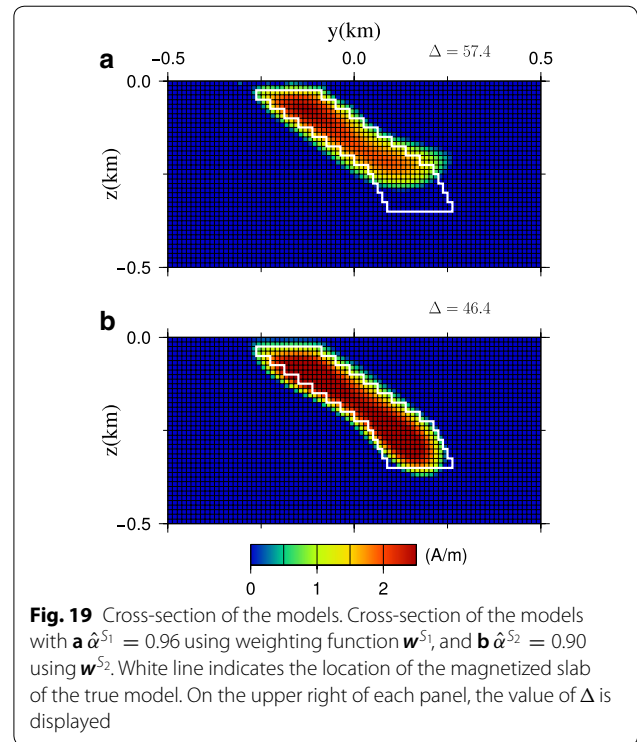 y(km)
a
Δ = 57.4
−0.5 0.0 0.5
0.0
z(km)
−0.5
b
Δ = 46.4
0.0
z(km)
−0.5
(A/m)
0 1 2
Fig. 19 Cross-section of the models. Cross-section of the models
with a α̂^S₁ = 0.96 using weighting function w^S₁, and b α̂^S₂ = 0.90
using w^S₂. White line indicates the location of the magnetized slab
of the true model. On the upper right of each panel, the value of Δ is
displayed